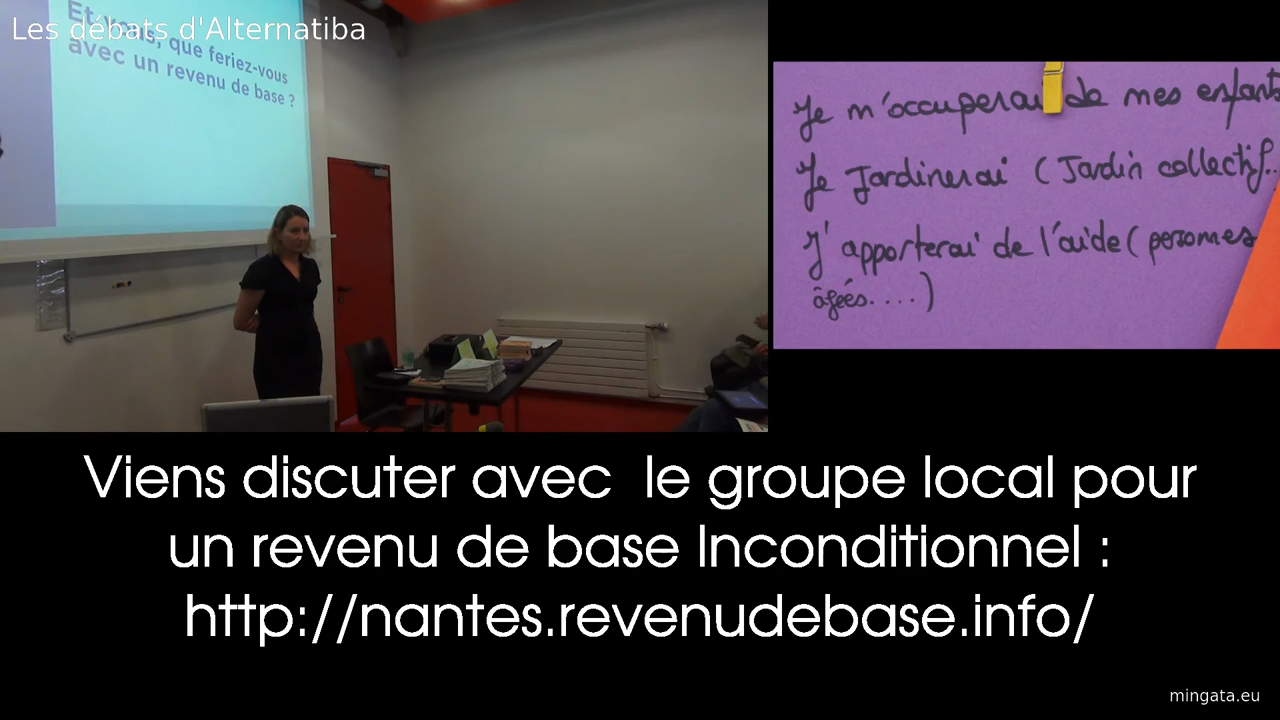 Les débats d'Alternatiba
Et vous, que feriez-vous
avec un revenu de base ?
Je m'occuperai de mes enfants
Je Jardinerai ( Jardin collectif..
J' apporterai de l'aide ( personnes
âgées.... )
Viens discuter avec le groupe local pour
un revenu de base Inconditionnel :
http://nantes.revenudebase.info/
mingata.eu